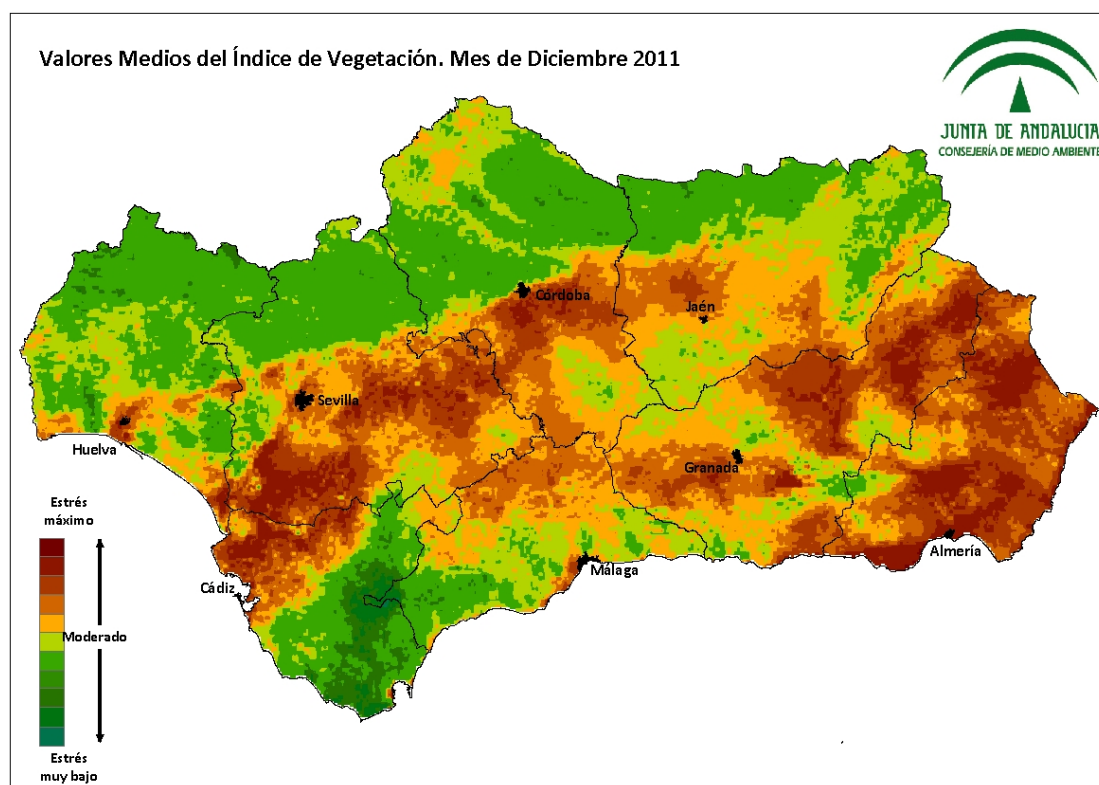 Valores Medios del Índice de Vegetación. Mes de Diciembre 2011
JUNTA DE ANDALUCIA
CONSEJERÍA DE MEDIO AMBIENTE
Córdoba
Jaén
Sevilla
Huelva
Granada
Estrés
máximo
Almería
Málaga
Cádiz
Moderado
Estrés
muy bajo